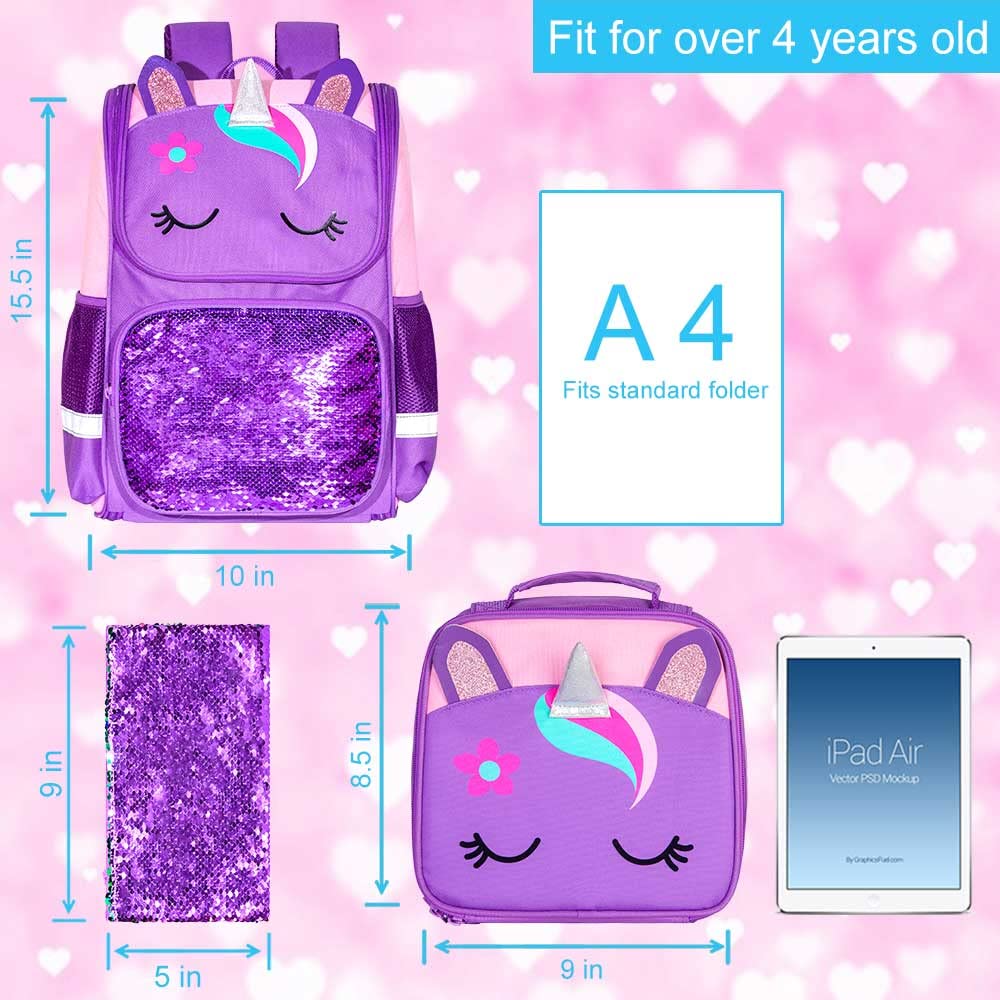 Fit for over 4 years old
15.5 in
A 4
Fits standard folder
10 in
9 in
5 in
8.5 in
9 in
iPad Air
Vector PSD Mockup
By GraphicsFuel.com